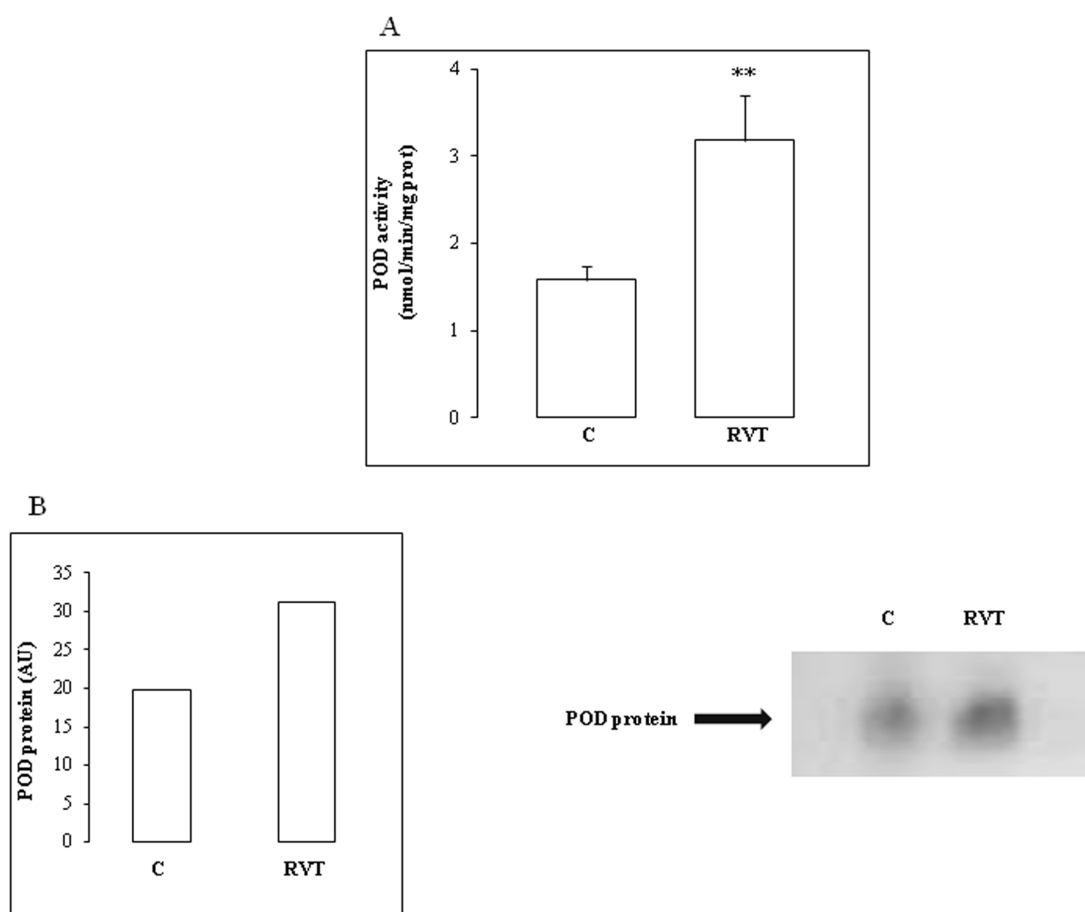 A
4
3
2
1
0
POD activity
(nmol/min/mg prot)
**
C RVT
B
35
30
25
20
15
10
5
0
POD protein (AU)
C RVT
C RVT
POD protein